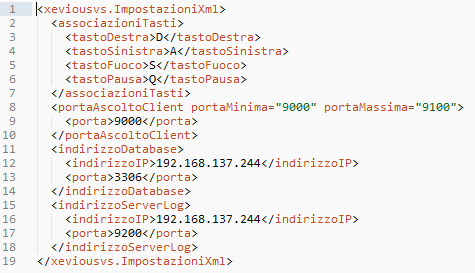 1 <xeviousvs.ImpostazioniXml>
2 <associazioniTasti>
3 <tastoDestra>D</tastoDestra>
4 <tastoSinistra>A</tastoSinistra>
5 <tastoFuoco>S</tastoFuoco>
6 <tastoPausa>Q</tastoPausa>
7 </associazioniTasti>
8 <portaAscoltoClient portaMinima="9000" portaMassima="9100">
9 <porta>9000</porta>
10 </portaAscoltoClient>
11 <indirizzoDatabase>
12 <indirizzoIP>192.168.137.244</indirizzoIP>
13 <porta>3306</porta>
14 </indirizzoDatabase>
15 <indirizzoServerLog>
16 <indirizzoIP>192.168.137.244</indirizzoIP>
17 <porta>9200</porta>
18 </indirizzoServerLog>
19 </xeviousvs.ImpostazioniXml>